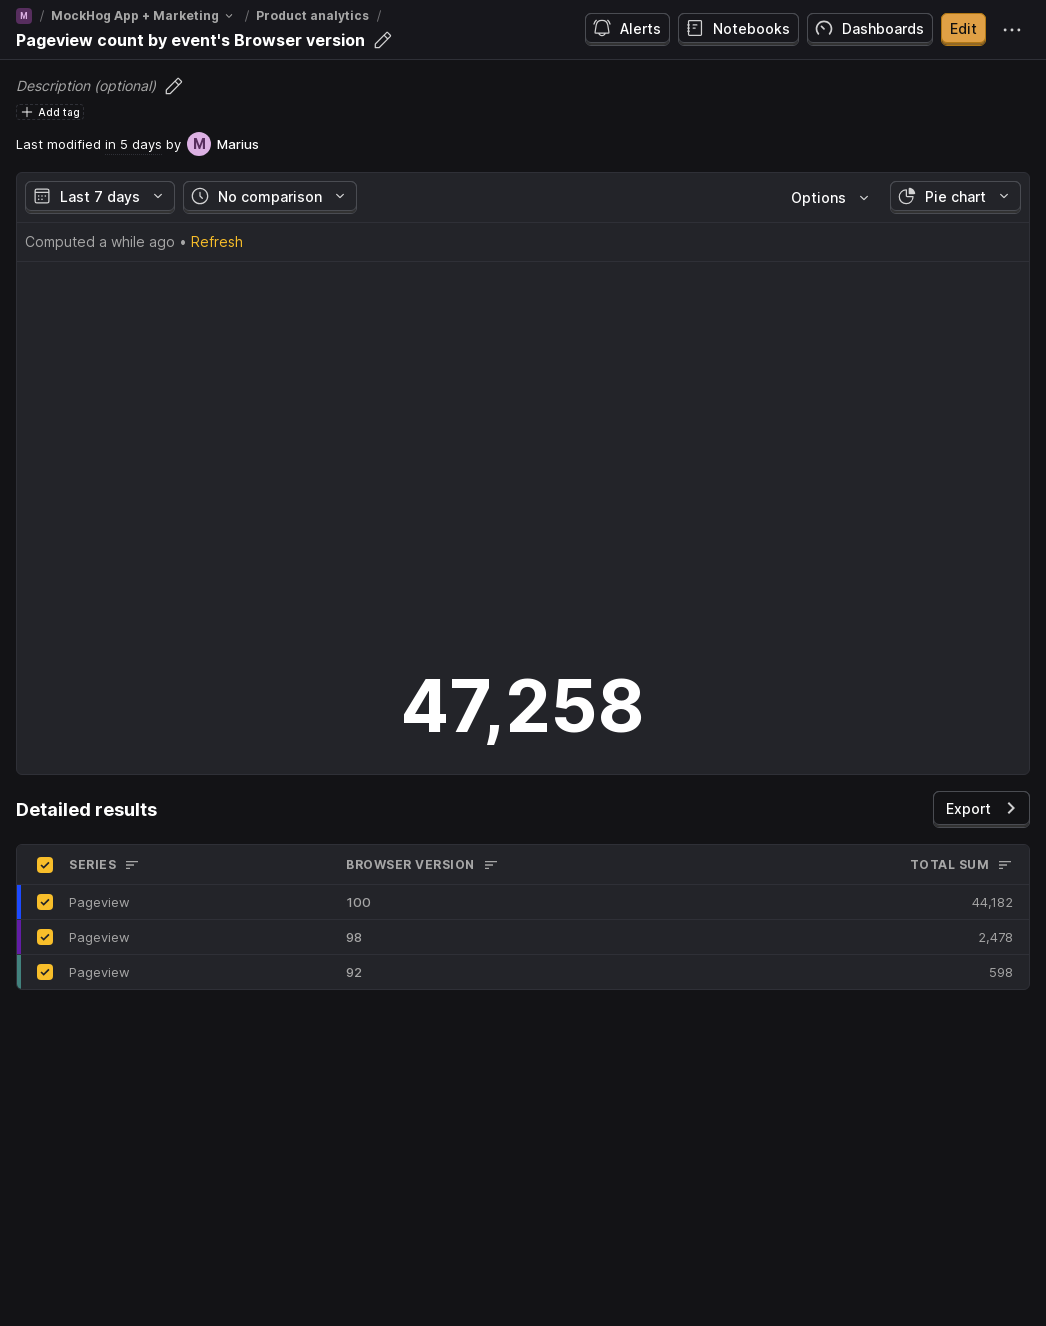 M / MockHog App + Marketing / Product analytics /
Pageview count by event's Browser version
Alerts
Notebooks
Dashboards
Edit
Description (optional)
Add tag
Last modified in 5 days by M Marius
Last 7 days
No comparison
Options
Pie chart
Computed a while ago • Refresh
47,258
Detailed results
Export
SERIES BROWSER VERSION TOTAL SUM
Pageview 100 44,182
Pageview 98 2,478
Pageview 92 598